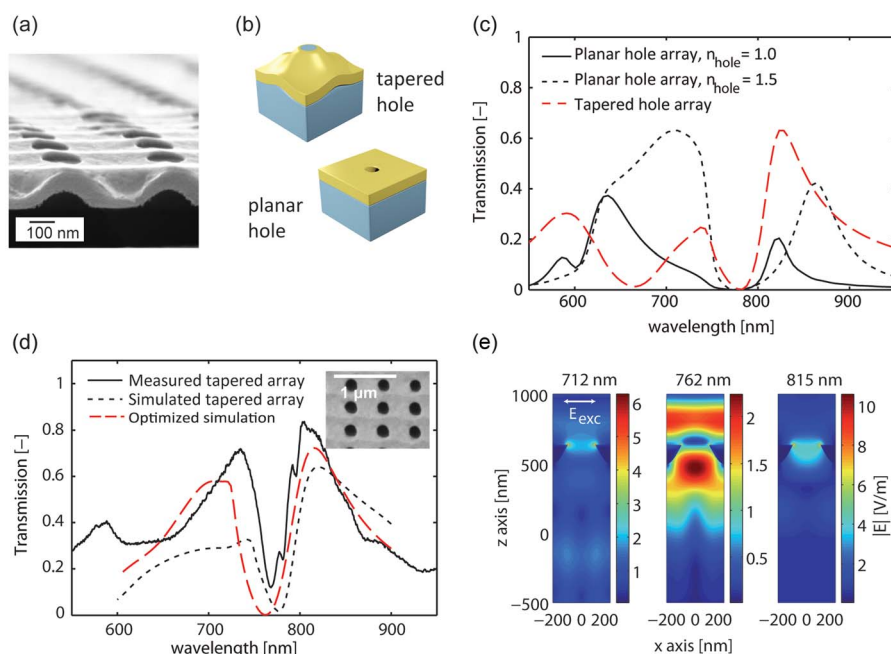 (a)
100 nm
(b)
tapered
hole
planar
hole
(c)
Transmission [–]
1
0.8
0.6
0.4
0.2
0
Planar hole array, nhole = 1.0
Planar hole array, nhole = 1.5
Tapered hole array
600
700
800
900
wavelength [nm]
(d)
Transmission [–]
1
0.8
0.6
0.4
0.2
0
Measured tapered array
Simulated tapered array
Optimized simulation
1 µm
600
700
800
900
wavelength [nm]
(e)
712 nm
762 nm
815 nm
z axis [nm]
1000
500
0
−500
Eexc
6
5
4
3
2
1
2
1.5
1
0.5
10
8
6
4
2
|E| [V/m]
−200 0 200
−200 0 200
−200 0 200
x axis [nm]